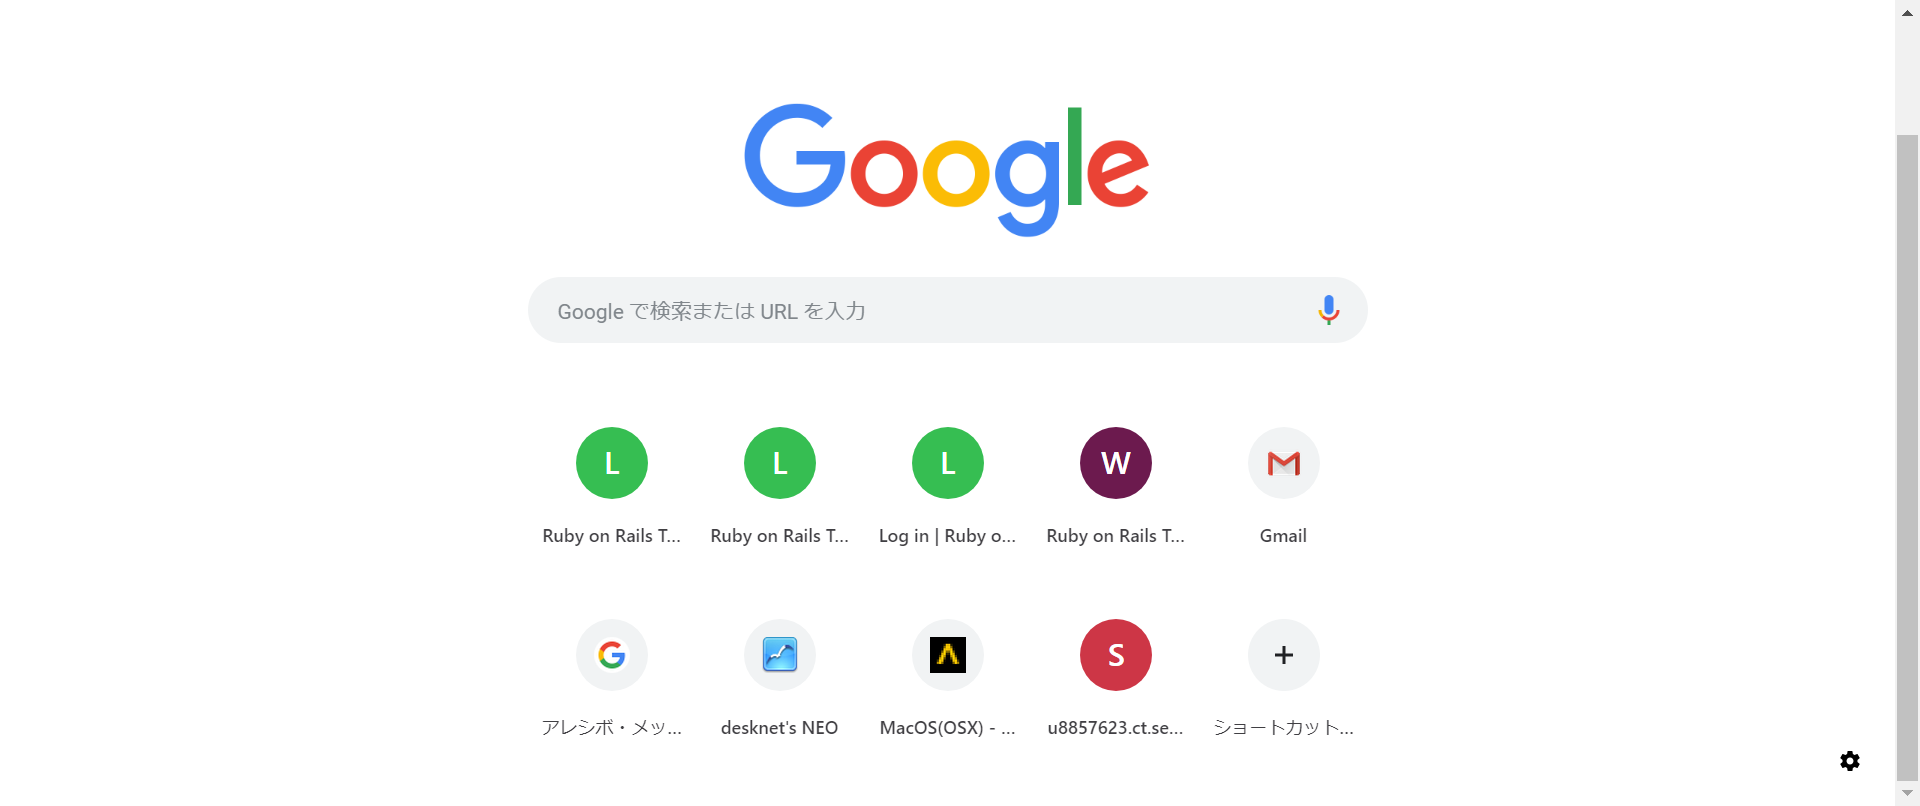 Google
Google で検索または URL を入力
L
L
L
W
Ruby on Rails T...
Ruby on Rails T...
Log in | Ruby o...
Ruby on Rails T...
Gmail
S
アレシボ・メッ...
desknet's NEO
MacOS(OSX) - ...
u8857623.ct.se...
ショートカット...